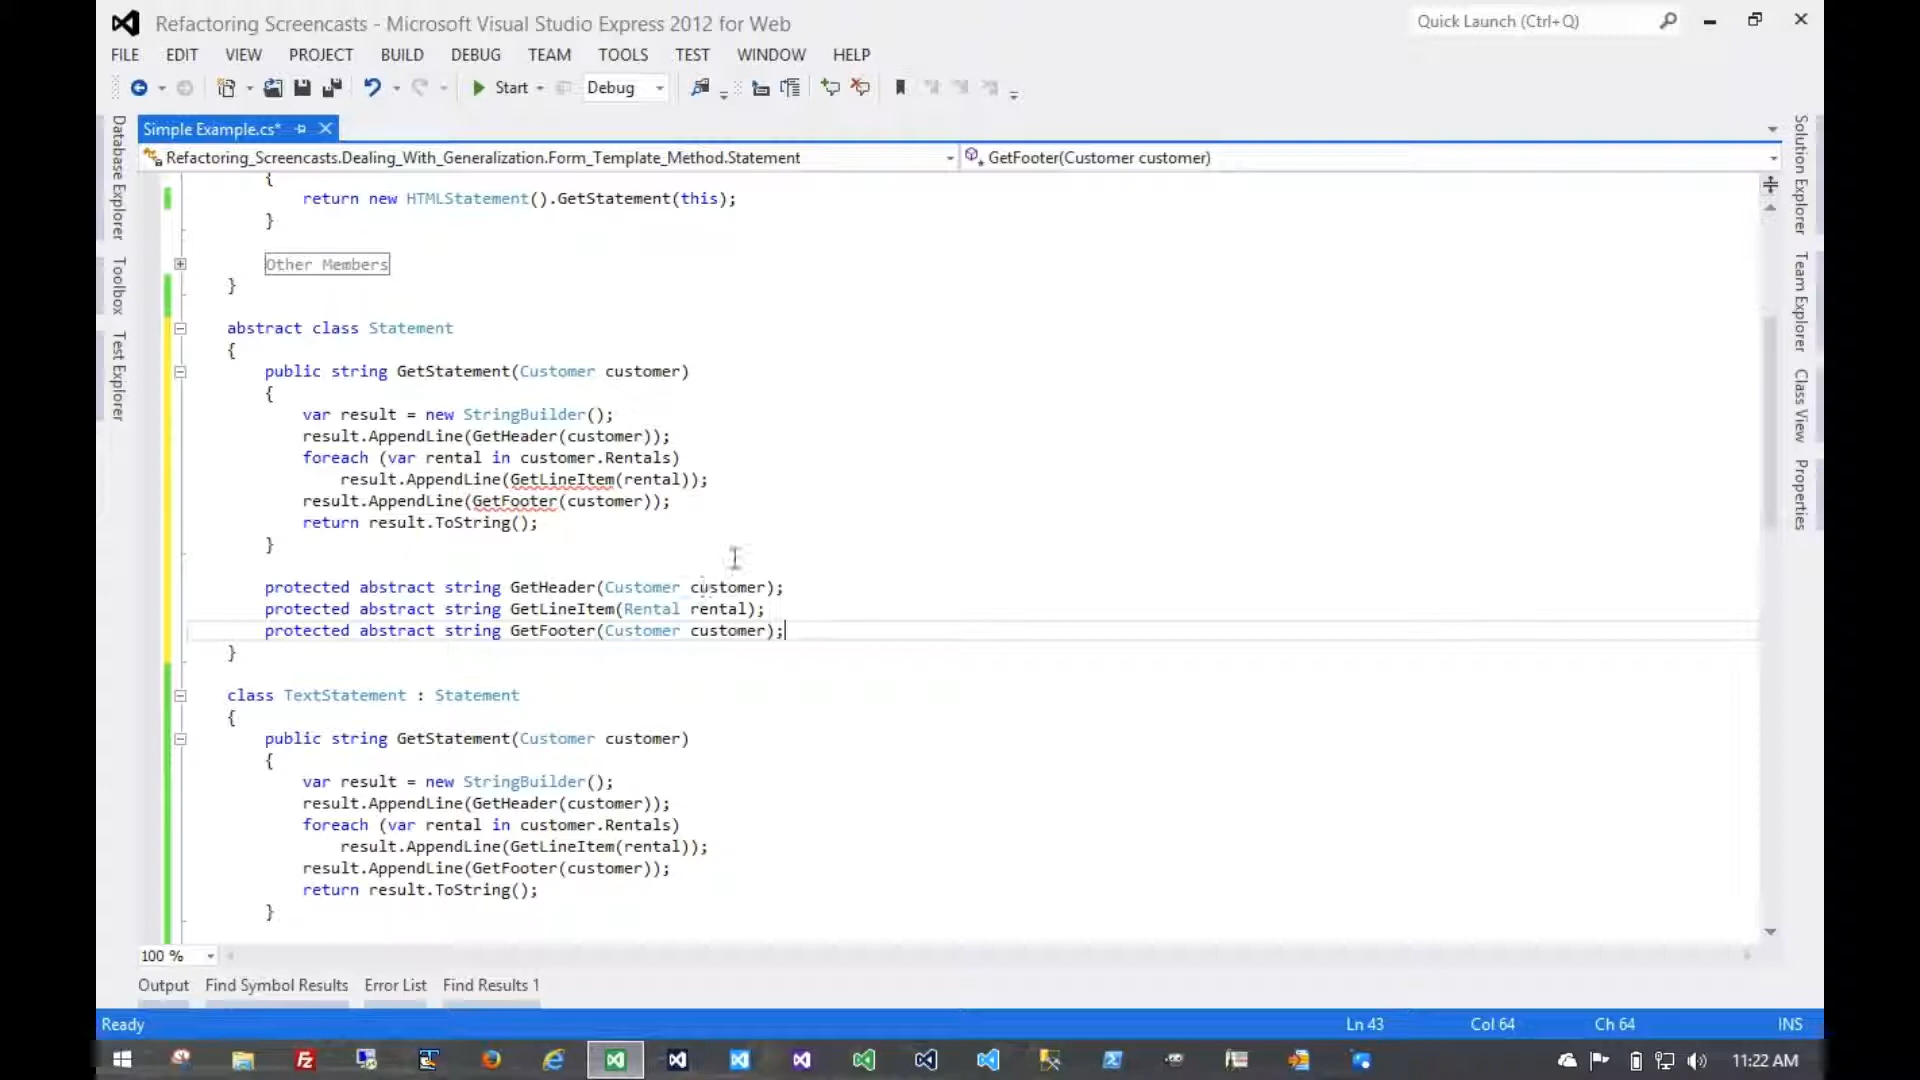 Refactoring Screencasts - Microsoft Visual Studio Express 2012 for Web
Quick Launch (Ctrl+Q)
FILE EDIT VIEW PROJECT BUILD DEBUG TEAM TOOLS TEST WINDOW HELP
Start Debug
Simple Example.cs*
Refactoring_Screencasts.Dealing_With_Generalization.Form_Template_Method.Statement
GetFooter(Customer customer)
{
return new HTMLStatement().GetStatement(this);
}
Other Members
}
abstract class Statement
{
public string GetStatement(Customer customer)
{
var result = new StringBuilder();
result.AppendLine(GetHeader(customer));
foreach (var rental in customer.Rentals)
result.AppendLine(GetLineItem(rental));
result.AppendLine(GetFooter(customer));
return result.ToString();
}
protected abstract string GetHeader(Customer customer);
protected abstract string GetLineItem(Rental rental);
protected abstract string GetFooter(Customer customer);
}
class TextStatement : Statement
{
public string GetStatement(Customer customer)
{
var result = new StringBuilder();
result.AppendLine(GetHeader(customer));
foreach (var rental in customer.Rentals)
result.AppendLine(GetLineItem(rental));
result.AppendLine(GetFooter(customer));
return result.ToString();
}
Database Explorer
Toolbox
Test Explorer
Solution Explorer
Team Explorer
Class View
Properties
100 %
Output Find Symbol Results Error List Find Results 1
Ready Ln 43 Col 64 Ch 64 INS
11:22 AM